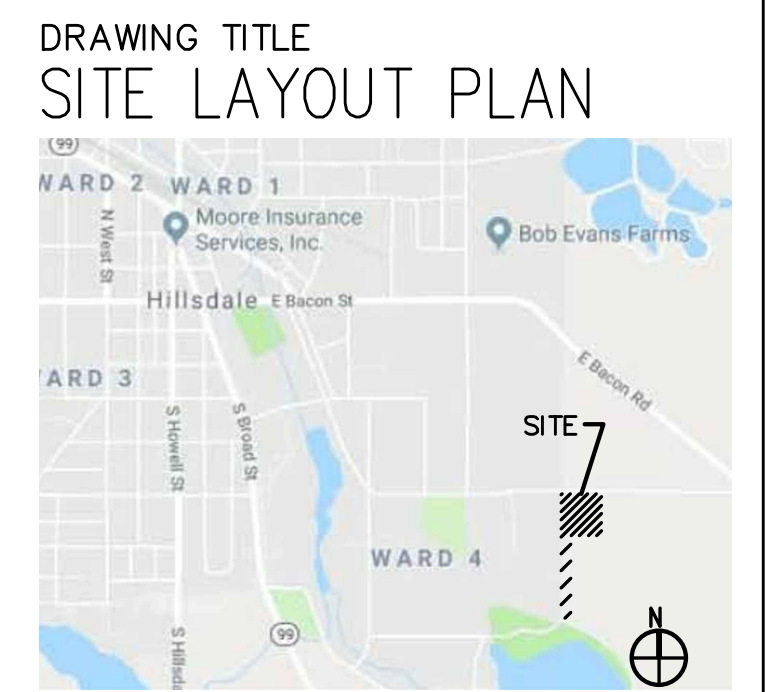 DRAWING TITLE
SITE LAYOUT PLAN
99
WARD 2
WARD 1
N West St
Moore Insurance
Services, Inc.
Bob Evans Farms
Hillsdale
E Bacon St
E Bacon Rd
ARD 3
S Howell St
S Broad St
SITE
WARD 4
N
99
S Hillsda